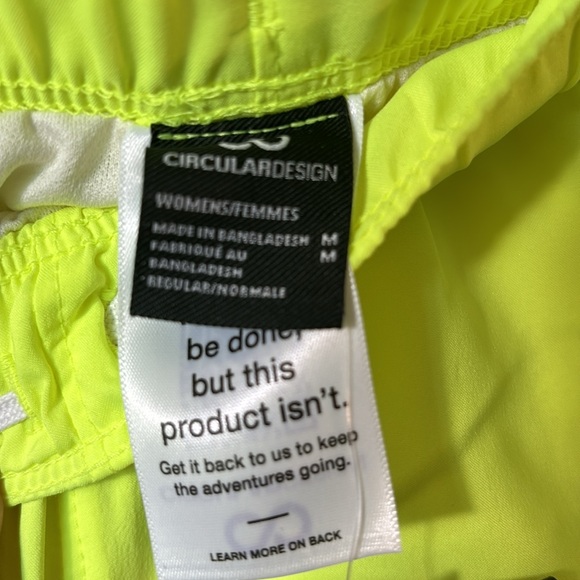 CIRCULARDESIGN
WOMENS/FEMMES
MADE IN BANGLADESH M
FABRIQUÉ AU M
BANGLADESH
REGULAR/NORMALE
be done,
but this
product isn't.
Get it back to us to keep
the adventures going.
LEARN MORE ON BACK